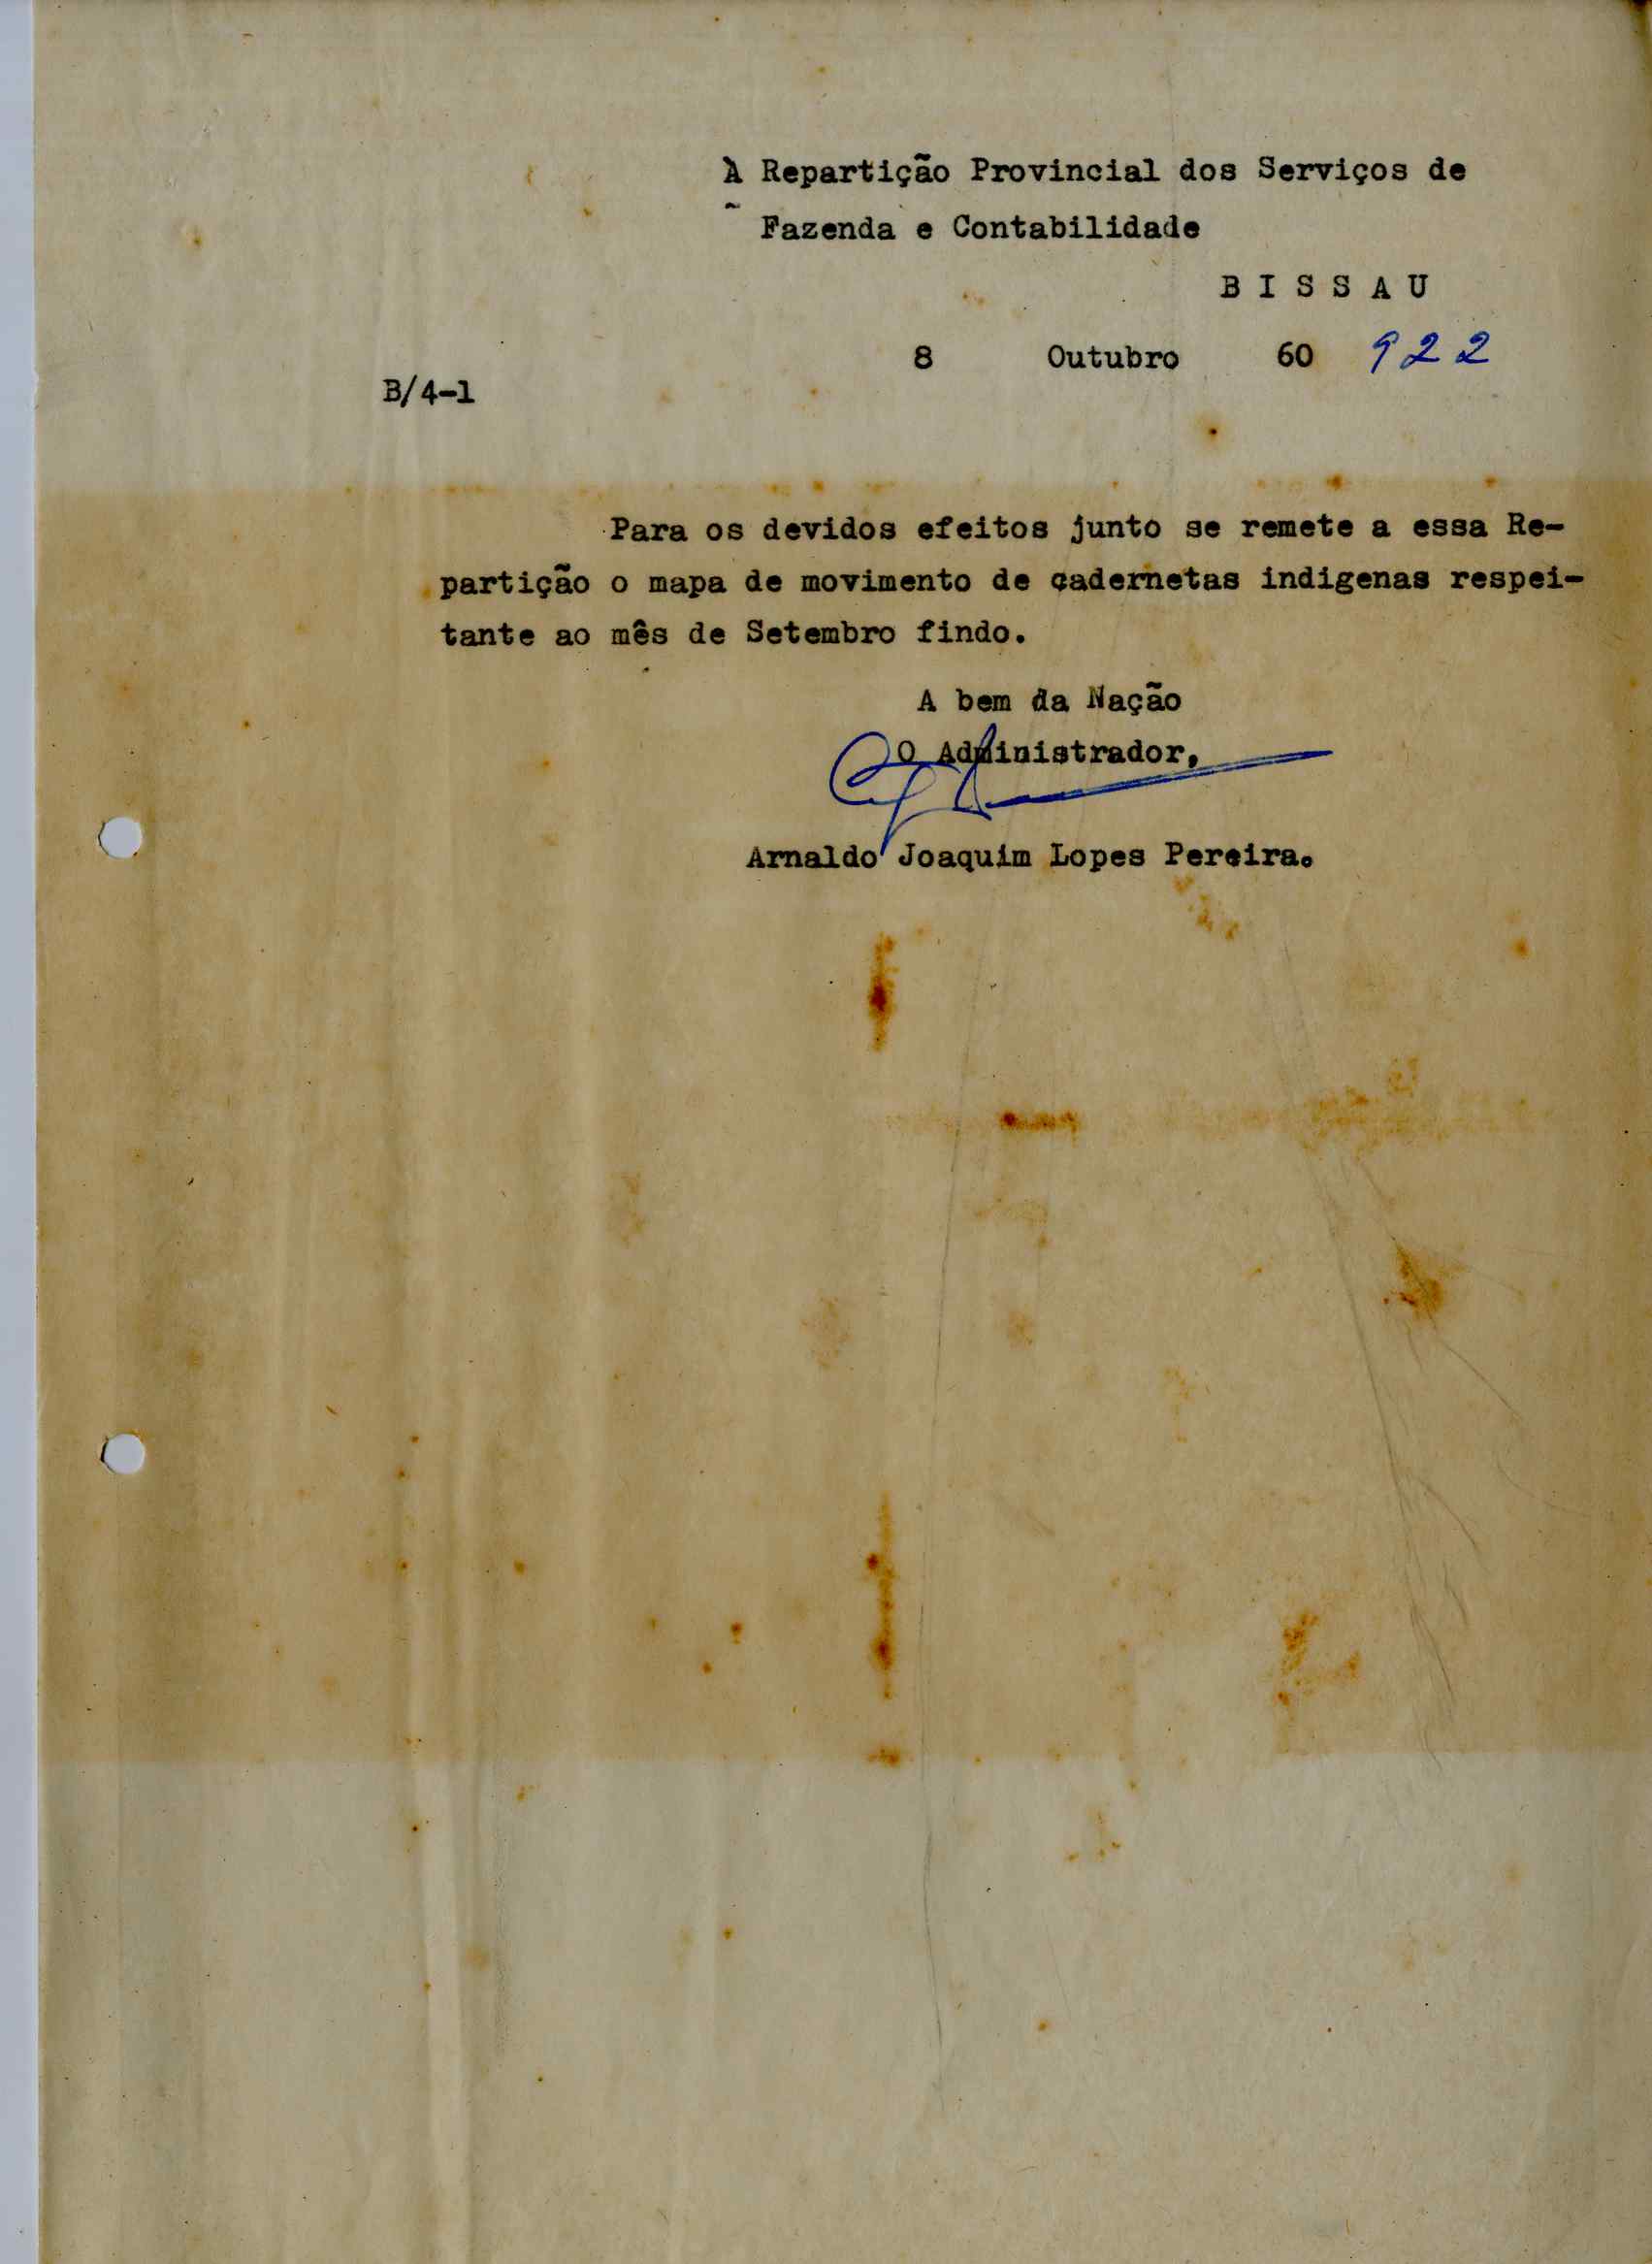 À Repartição Provincial dos Serviços de
Fazenda e Contabilidade
B I S S A U
8 Outubro 60 922
B/4-1
Para os devidos efeitos junto se remete a essa Re-
partição o mapa de movimento de cadernetas indigenas respei-
tante ao mês de Setembro findo.
A bem da Nação
O Administrador,
Arnaldo Joaquim Lopes Pereira.